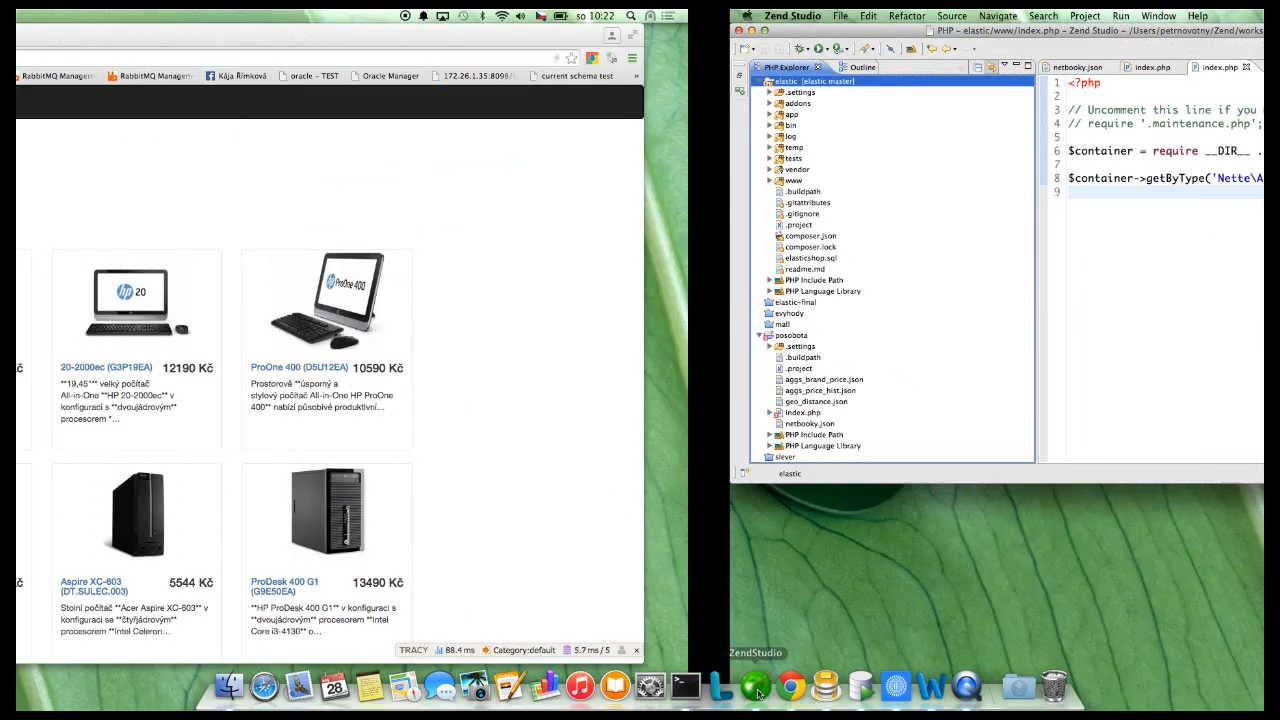 so 10:22
Zend Studio File Edit Refactor Source Navigate Search Project Run Window Help
PHP - elastic/www/index.php - Zend Studio - /Users/petrnovotny/Zend/works
RabbitMQ Managem... RabbitMQ Managem... Kája Římková oracle - TEST Oracle Manager 172.26.1.35:8098/ current schema test
PHP Explorer Outline
netbooky.json index.php index.php
elastic [elastic master]
.settings
addons
app
bin
log
temp
tests
vendor
www
.buildpath
.gitattributes
.gitignore
.project
composer.json
composer.lock
elasticshop.sql
readme.md
PHP Include Path
PHP Language Library
elastic-final
evyhody
mall
posobota
.settings
.buildpath
.project
aggs_brand_price.json
aggs_price_hist.json
geo_distance.json
index.php
netbooky.json
PHP Include Path
PHP Language Library
slever
elastic
1 <?php
2
3 // Uncomment this line if you
4 // require '.maintenance.php';
5
6 $container = require __DIR__ .
7
8 $container->getByType('Nette\A
9
hp 20
hp ProOne 400
Kč
20-2000ec (G3P19EA) 12190 Kč
**19,45** velký počítač
All-in-One **HP 20-2000ec** v
konfiguraci s **dvoujádrovým**
procesorem *...
ProOne 400 (D5U12EA) 10590 Kč
Prostorově **úsporný a
stylový počítač All-in-One HP ProOne
400** nabízí působivé produktivní...
Kč
Aspire XC-603
(DT.SULEC.003)
5544 Kč
Stolní počítač **Acer Aspire XC-603** v
konfiguraci se **čtyřjádrovým**
procesorem **Intel Celeron...
ProDesk 400 G1
(G9E50EA)
13490 Kč
**HP ProDesk 400 G1** v konfiguraci s
**dvoujádrovým** procesorem **Intel
Core i3-4130** o...
TRACY 88.4 ms Category:default 5.7 ms / 5
ZendStudio
28